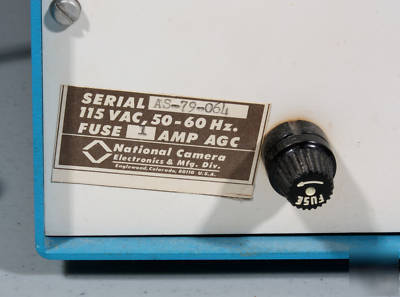 SERIAL AS-79-064
115 VAC, 50-60 Hz.
FUSE 1 AMP AGC
National Camera
Electronics & Mfg. Div.
Englewood, Colorado, 80110 U.S.A.
FUSE